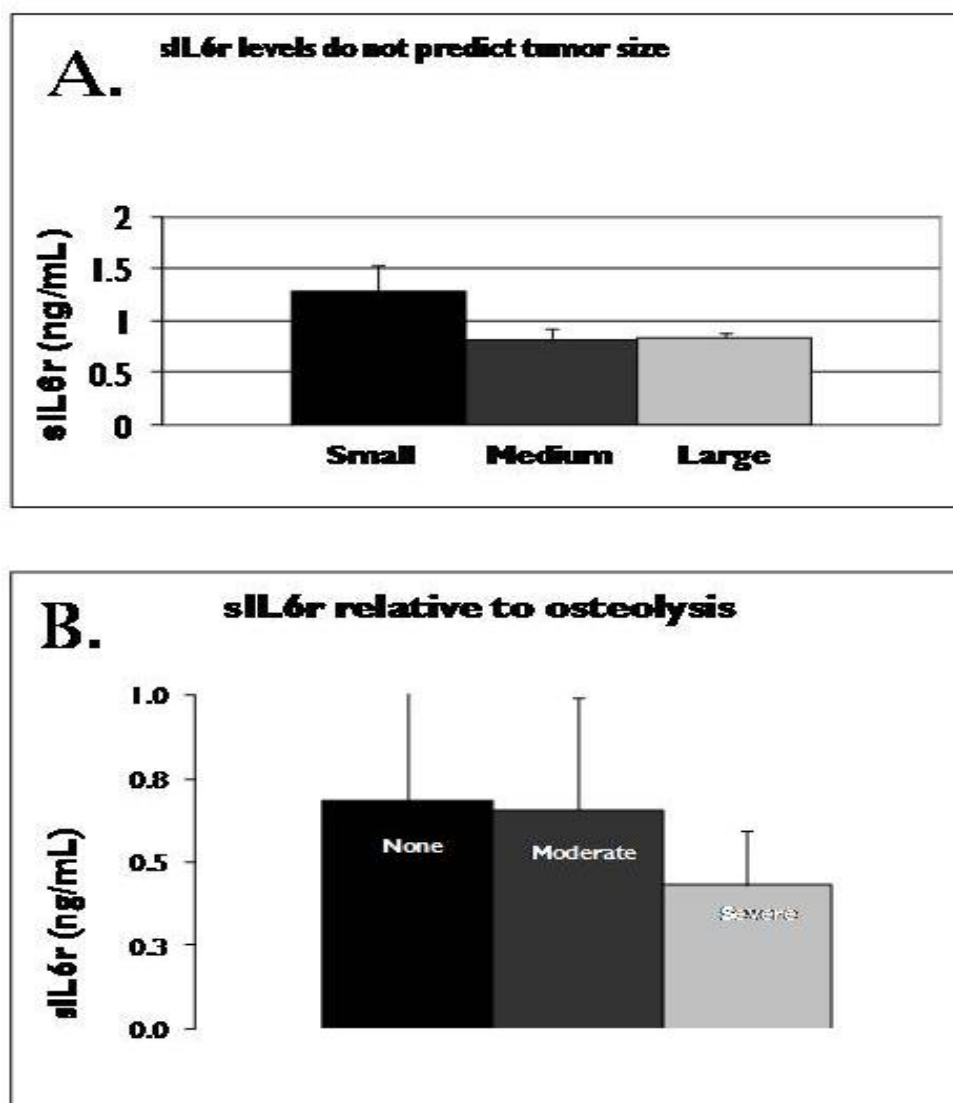 A.
sIL6r levels do not predict tumor size
sIL6r (ng/mL)
2
1.5
1
0.5
0
Small Medium Large
B.
sIL6r relative to osteolysis
sIL6r (ng/mL)
1.0
0.8
0.5
0.3
0.0
None
Moderate
Severe